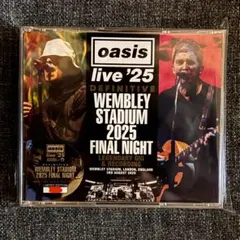 oasis
live '25
DEFINITIVE
WEMBLEY
STADIUM
2025
FINAL NIGHT
LEGENDARY GIG
& RECORDING
WEMBLEY STADIUM, LONDON, ENGLAND
oasis
live '25
WEMBLEY STADIUM
2025 FINAL NIGHT